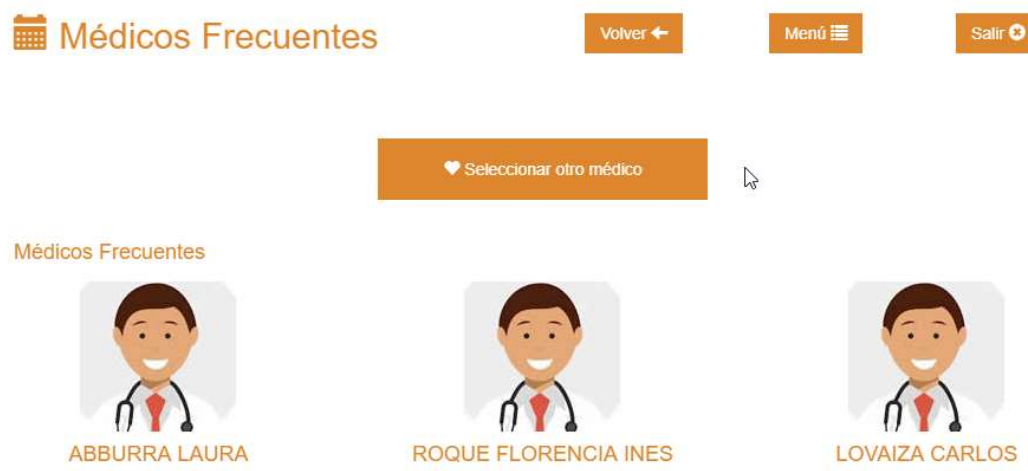 Médicos Frecuentes
Volver
Menú
Salir
Seleccionar otro médico
Médicos Frecuentes
ABBURRA LAURA
ROQUE FLORENCIA INES
LOVAIZA CARLOS